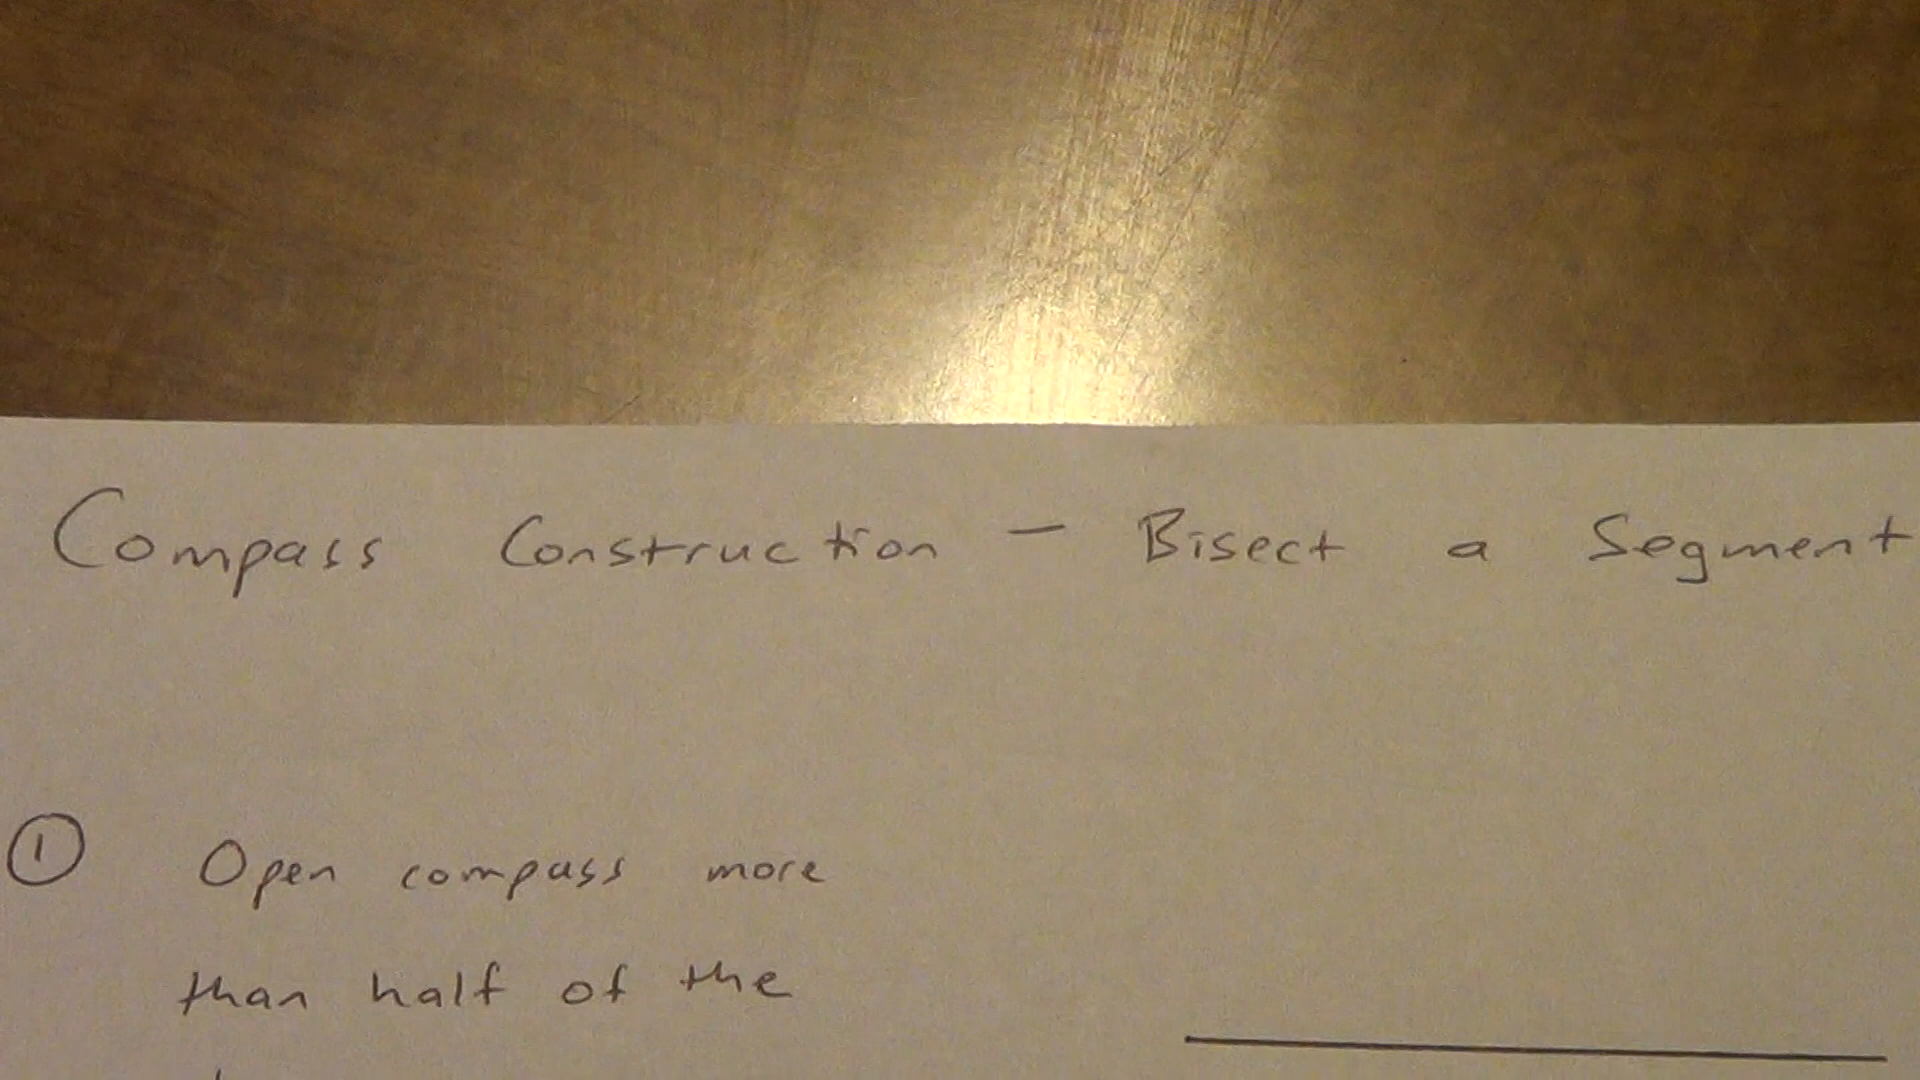 Compass Construction - Bisect a Segment
① Open compass more
than half of the